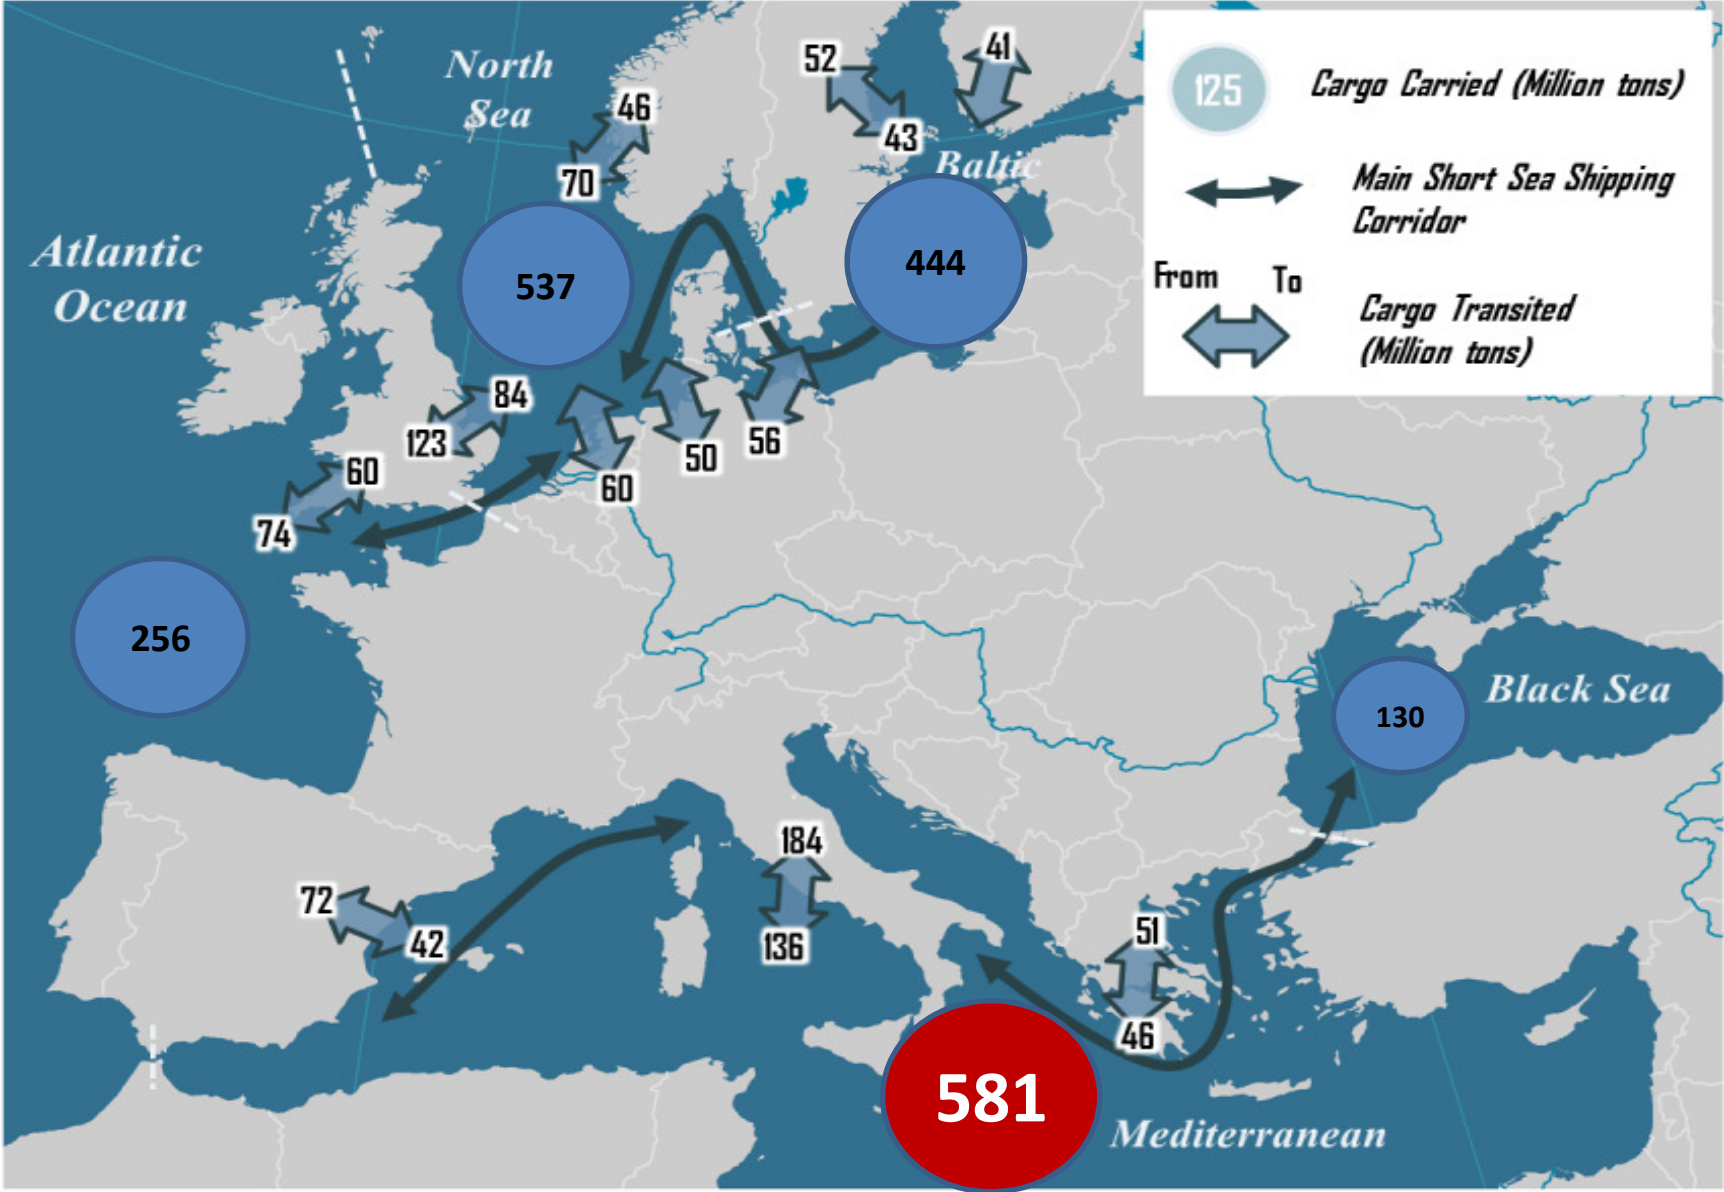 North
Sea
Atlantic
Ocean
Baltic
125
Cargo Carried (Million tons)
Main Short Sea Shipping
Corridor
From To
Cargo Transited
(Million tons)
52
43
41
46
70
537
444
84
123
60
74
60
50
56
256
130
Black Sea
184
136
72
42
51
46
581
Mediterranean